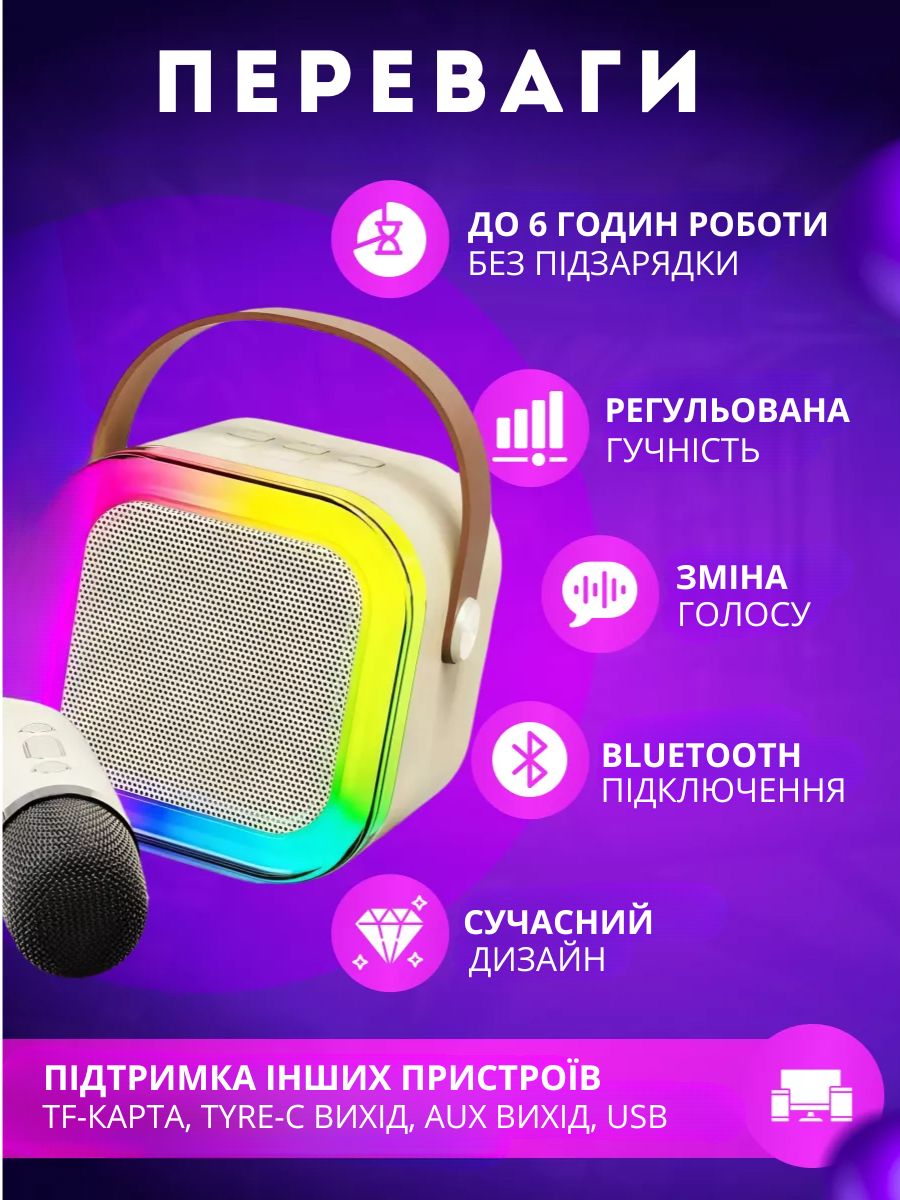 ПЕРЕВАГИ
ДО 6 ГОДИН РОБОТИ
БЕЗ ПІДЗАРЯДКИ
РЕГУЛЬОВАНА
ГУЧНІСТЬ
ЗМІНА
ГОЛОСУ
BLUETOOTH
ПІДКЛЮЧЕННЯ
СУЧАСНИЙ
ДИЗАЙН
ПІДТРИМКА ІНШИХ ПРИСТРОЇВ
TF-КАРТА, TYRE-C ВИХІД, AUX ВИХІД, USB